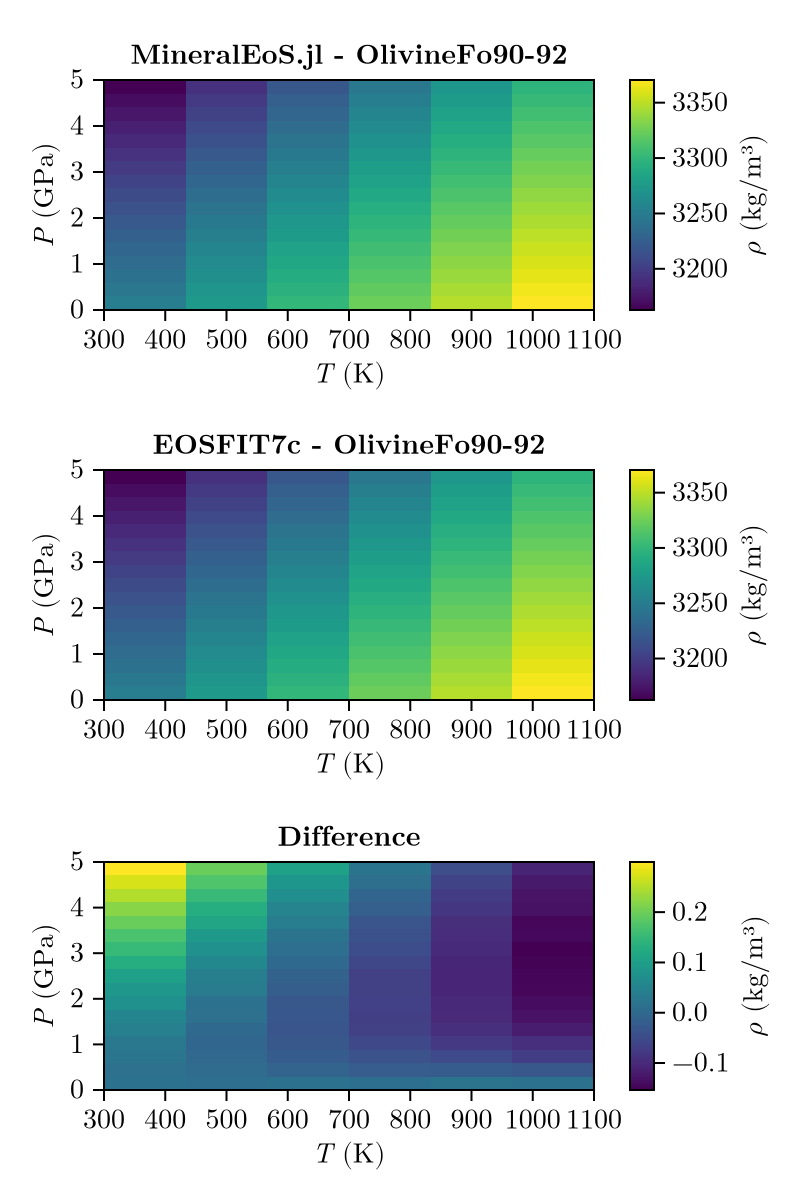 MineralEoS.jl - OlivineFo90-92
5
4
3
2
1
0
P (GPa)
300 400 500 600 700 800 900 1000 1100
T (K)
3350
3300
3250
3200
ρ (kg/m³)
EOSFIT7c - OlivineFo90-92
5
4
3
2
1
0
P (GPa)
300 400 500 600 700 800 900 1000 1100
T (K)
3350
3300
3250
3200
ρ (kg/m³)
Difference
5
4
3
2
1
0
P (GPa)
300 400 500 600 700 800 900 1000 1100
T (K)
0.2
0.1
0.0
−0.1
ρ (kg/m³)